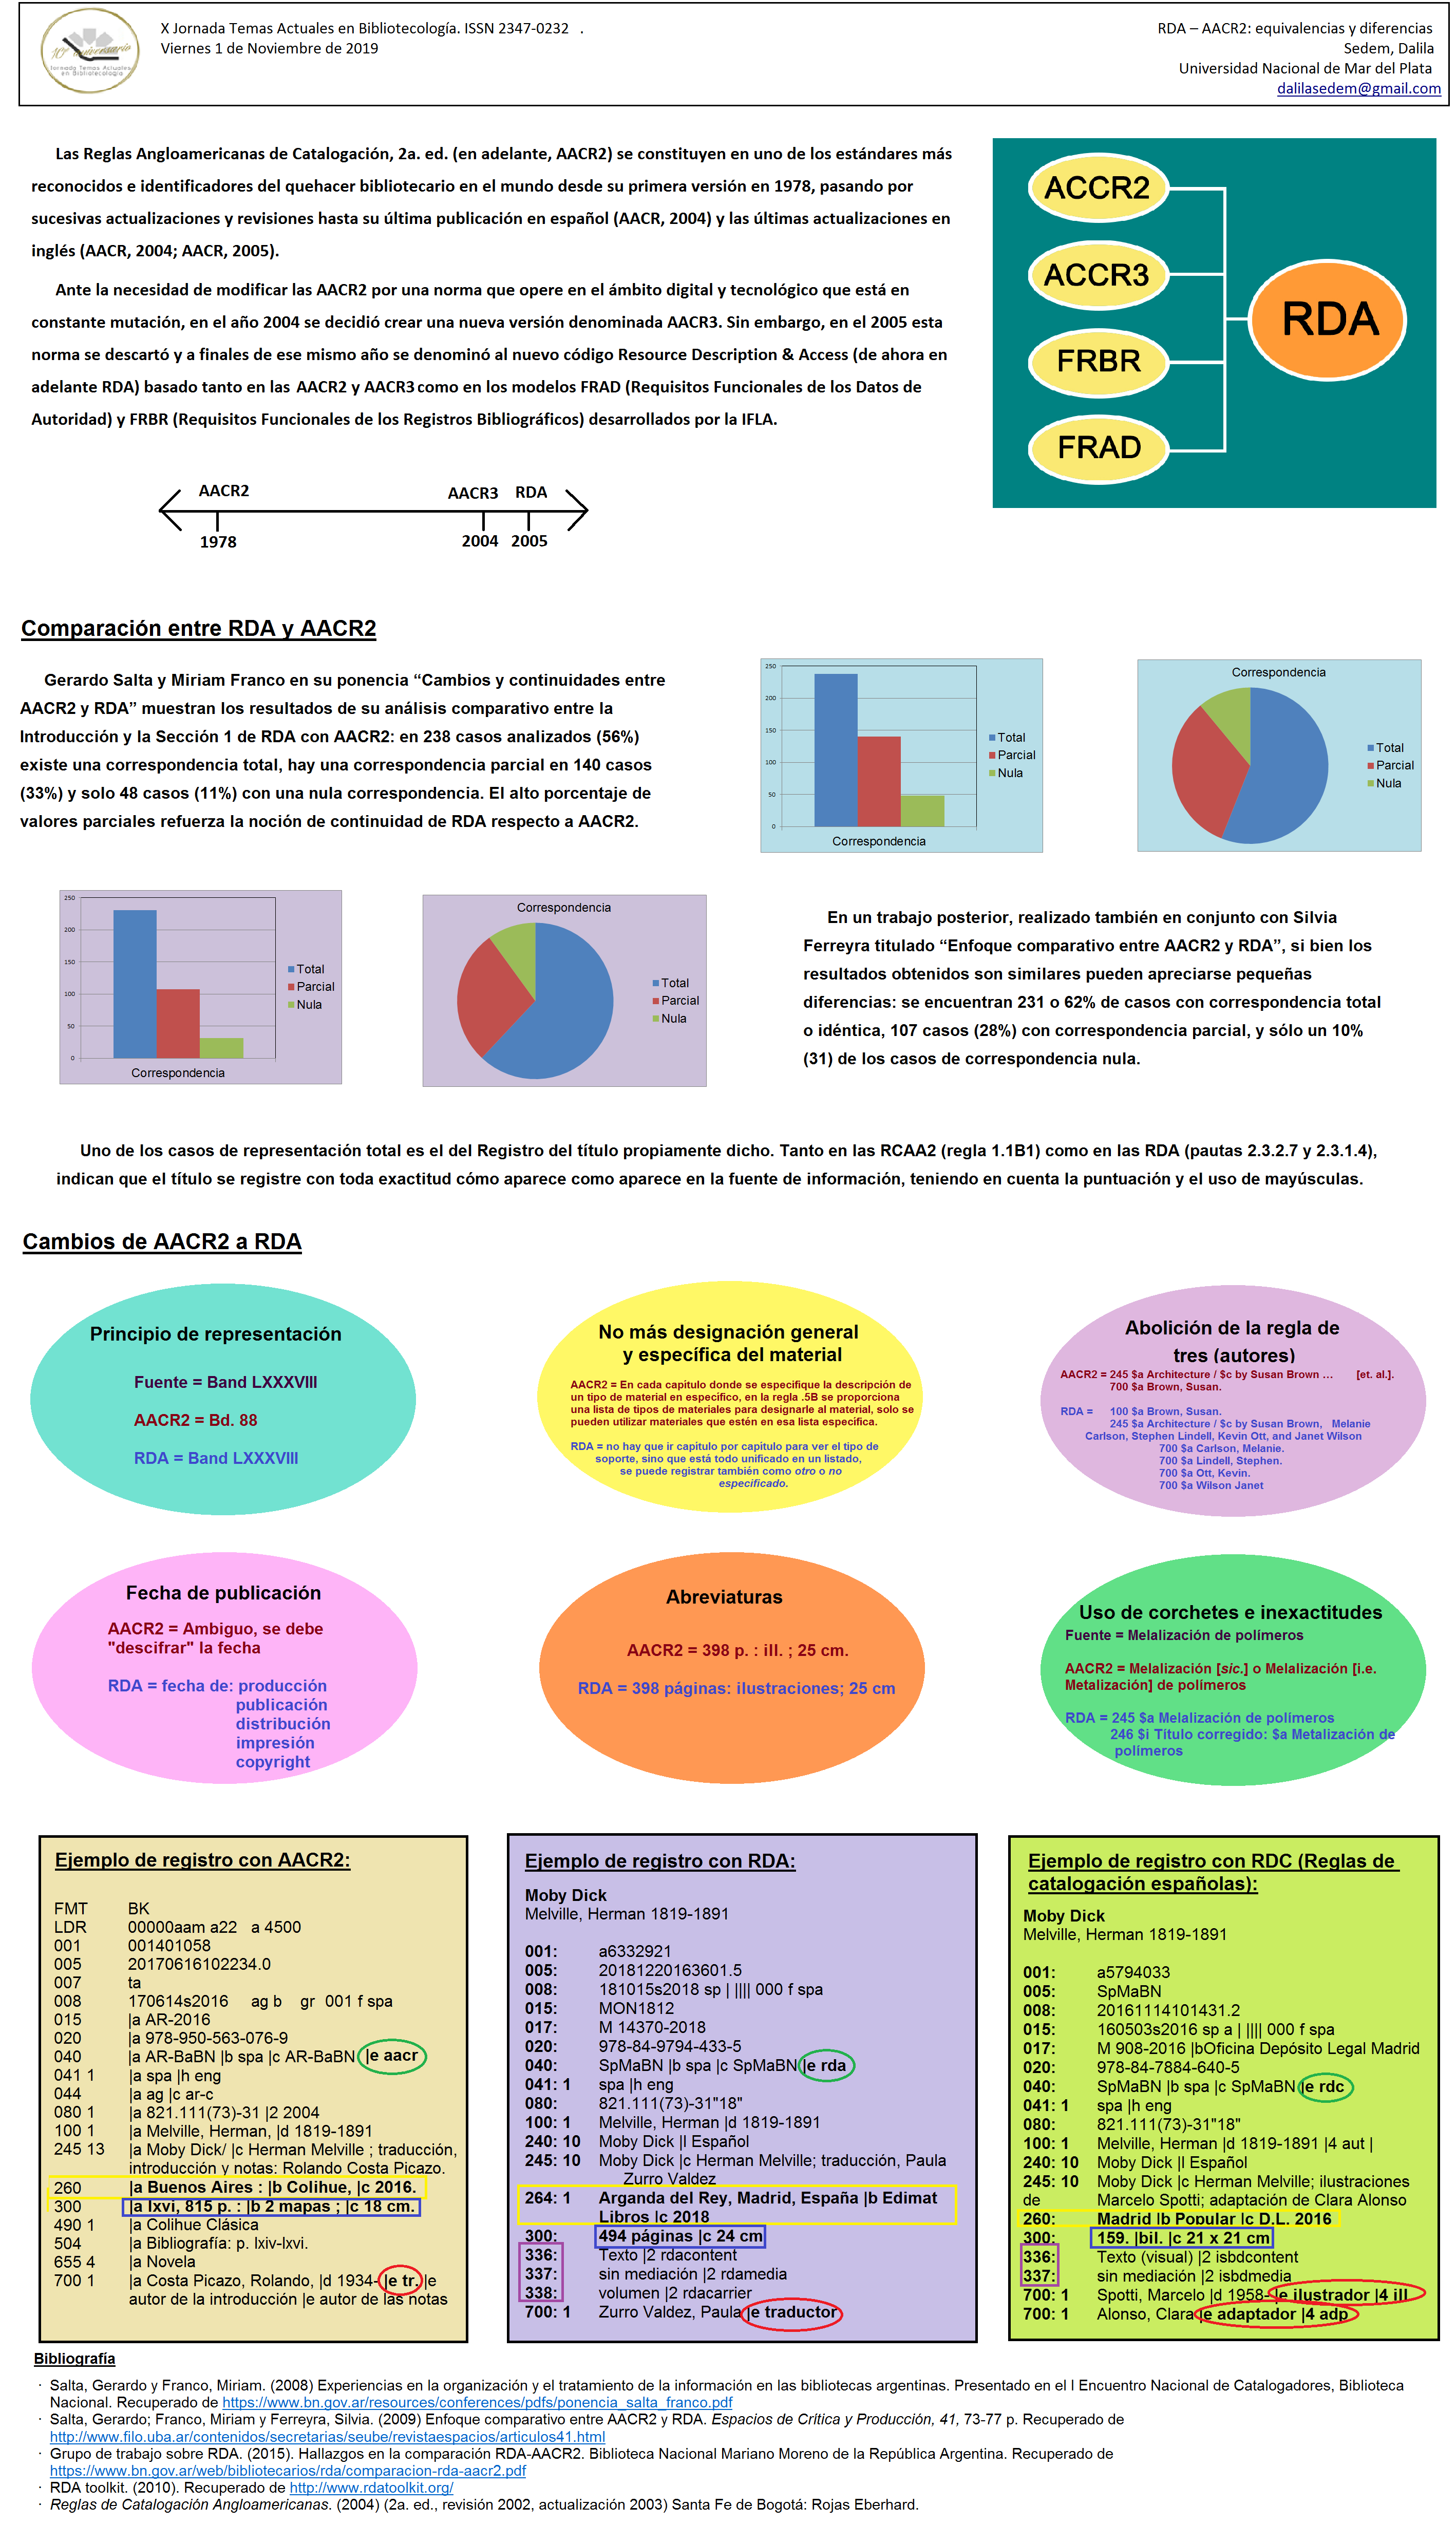 10º aniversario
Jornada Temas Actuales
en Bibliotecología
X Jornada Temas Actuales en Bibliotecología. ISSN 2347-0232 .
Viernes 1 de Noviembre de 2019
RDA – AACR2: equivalencias y diferencias
Sedem, Dalila
Universidad Nacional de Mar del Plata
dalilasedem@gmail.com
Las Reglas Angloamericanas de Catalogación, 2a. ed. (en adelante, AACR2) se constituyen en uno de los estándares más
reconocidos e identificadores del quehacer bibliotecario en el mundo desde su primera versión en 1978, pasando por
sucesivas actualizaciones y revisiones hasta su última publicación en español (AACR, 2004) y las últimas actualizaciones en
inglés (AACR, 2004; AACR, 2005).
Ante la necesidad de modificar las AACR2 por una norma que opere en el ámbito digital y tecnológico que está en
constante mutación, en el año 2004 se decidió crear una nueva versión denominada AACR3. Sin embargo, en el 2005 esta
norma se descartó y a finales de ese mismo año se denominó al nuevo código Resource Description & Access (de ahora en
adelante RDA) basado tanto en las AACR2 y AACR3 como en los modelos FRAD (Requisitos Funcionales de los Datos de
Autoridad) y FRBR (Requisitos Funcionales de los Registros Bibliográficos) desarrollados por la IFLA.
ACCR2
ACCR3
FRBR
FRAD
RDA
AACR2
AACR3 RDA
1978
2004 2005
Comparación entre RDA y AACR2
Gerardo Salta y Miriam Franco en su ponencia “Cambios y continuidades entre
AACR2 y RDA” muestran los resultados de su análisis comparativo entre la
Introducción y la Sección 1 de RDA con AACR2: en 238 casos analizados (56%)
existe una correspondencia total, hay una correspondencia parcial en 140 casos
(33%) y solo 48 casos (11%) con una nula correspondencia. El alto porcentaje de
valores parciales refuerza la noción de continuidad de RDA respecto a AACR2.
250
200
150
100
50
0
Correspondencia
Total
Parcial
Nula
Correspondencia
Total
Parcial
Nula
250
200
150
100
50
0
Correspondencia
Total
Parcial
Nula
Correspondencia
Total
Parcial
Nula
En un trabajo posterior, realizado también en conjunto con Silvia
Ferreyra titulado “Enfoque comparativo entre AACR2 y RDA”, si bien los
resultados obtenidos son similares pueden apreciarse pequeñas
diferencias: se encuentran 231 o 62% de casos con correspondencia total
o idéntica, 107 casos (28%) con correspondencia parcial, y sólo un 10%
(31) de los casos de correspondencia nula.
Uno de los casos de representación total es el del Registro del título propiamente dicho. Tanto en las RCAA2 (regla 1.1B1) como en las RDA (pautas 2.3.2.7 y 2.3.1.4),
indican que el título se registre con toda exactitud cómo aparece como aparece en la fuente de información, teniendo en cuenta la puntuación y el uso de mayúsculas.
Cambios de AACR2 a RDA
Principio de representación
Fuente = Band LXXXVIII
AACR2 = Bd. 88
RDA = Band LXXXVIII
No más designación general
y específica del material
AACR2 = En cada capitulo donde se especifique la descripción de
un tipo de material en especifico, en la regla .5B se proporciona
una lista de tipos de materiales para designarle al material, solo se
pueden utilizar materiales que estén en esa lista especifica.
RDA = no hay que ir capitulo por capitulo para ver el tipo de
soporte, sino que está todo unificado en un listado,
se puede registrar también como otro o no
especificado.
Abolición de la regla de
tres (autores)
AACR2 = 245 $a Architecture / $c by Susan Brown ... [et. al.].
700 $a Brown, Susan.
RDA = 100 $a Brown, Susan.
245 $a Architecture / $c by Susan Brown, Melanie
Carlson, Stephen Lindell, Kevin Ott, and Janet Wilson
700 $a Carlson, Melanie.
700 $a Lindell, Stephen.
700 $a Ott, Kevin.
700 $a Wilson Janet
Fecha de publicación
AACR2 = Ambiguo, se debe
"descifrar" la fecha
RDA = fecha de: producción
publicación
distribución
impresión
copyright
Abreviaturas
AACR2 = 398 p. : ill. ; 25 cm.
RDA = 398 páginas: ilustraciones; 25 cm
Uso de corchetes e inexactitudes
Fuente = Melalización de polímeros
AACR2 = Melalización [sic.] o Melalización [i.e.
Metalización] de polímeros
RDA = 245 $a Melalización de polímeros
246 $i Título corregido: $a Metalización de
polímeros
Ejemplo de registro con AACR2:
FMT BK
LDR 00000aam a22 a 4500
001 001401058
005 20170616102234.0
007 ta
008 170614s2016 ag b gr 001 f spa
015 |a AR-2016
020 |a 978-950-563-076-9
040 |a AR-BaBN |b spa |c AR-BaBN |e aacr
041 1 |a spa |h eng
044 |a ag |c ar-c
080 1 |a 821.111(73)-31 |2 2004
100 1 |a Melville, Herman, |d 1819-1891
245 13 |a Moby Dick/ |c Herman Melville ; traducción,
introducción y notas: Rolando Costa Picazo.
260 |a Buenos Aires : |b Colihue, |c 2016.
300 |a lxvi, 815 p. : |b 2 mapas ; |c 18 cm.
490 1 |a Colihue Clásica
504 |a Bibliografía: p. lxiv-lxvi.
655 4 |a Novela
700 1 |a Costa Picazo, Rolando, |d 1934- |e tr. |e
autor de la introducción |e autor de las notas
Ejemplo de registro con RDA:
Moby Dick
Melville, Herman 1819-1891
001: a6332921
005: 20181220163601.5
008: 181015s2018 sp | |||| 000 f spa
015: MON1812
017: M 14370-2018
020: 978-84-9794-433-5
040: SpMaBN |b spa |c SpMaBN |e rda
041: 1 spa |h eng
080: 821.111(73)-31"18"
100: 1 Melville, Herman |d 1819-1891
240: 10 Moby Dick |l Español
245: 10 Moby Dick |c Herman Melville; traducción, Paula
Zurro Valdez
264: 1 Arganda del Rey, Madrid, España |b Edimat
Libros |c 2018
300: 494 páginas |c 24 cm
336: Texto |2 rdacontent
337: sin mediación |2 rdamedia
338: volumen |2 rdacarrier
700: 1 Zurro Valdez, Paula |e traductor
Ejemplo de registro con RDC (Reglas de
catalogación españolas):
Moby Dick
Melville, Herman 1819-1891
001: a5794033
005: SpMaBN
008: 20161114101431.2
015: 160503s2016 sp a | |||| 000 f spa
017: M 908-2016 |bOficina Depósito Legal Madrid
020: 978-84-7884-640-5
040: SpMaBN |b spa |c SpMaBN |e rdc
041: 1 spa |h eng
080: 821.111(73)-31"18"
100: 1 Melville, Herman |d 1819-1891 |4 aut |
240: 10 Moby Dick |l Español
245: 10 Moby Dick |c Herman Melville; ilustraciones
de Marcelo Spotti; adaptación de Clara Alonso
260: Madrid |b Popular |c D.L. 2016
300: 159. |bil. |c 21 x 21 cm
336: Texto (visual) |2 isbdcontent
337: sin mediación |2 isbdmedia
700: 1 Spotti, Marcelo |d 1958- |e ilustrador |4 ill
700: 1 Alonso, Clara |e adaptador |4 adp
Bibliografía
· Salta, Gerardo y Franco, Miriam. (2008) Experiencias en la organización y el tratamiento de la información en las bibliotecas argentinas. Presentado en el I Encuentro Nacional de Catalogadores, Biblioteca
Nacional. Recuperado de https://www.bn.gov.ar/resources/conferences/pdfs/ponencia_salta_franco.pdf
· Salta, Gerardo; Franco, Miriam y Ferreyra, Silvia. (2009) Enfoque comparativo entre AACR2 y RDA. Espacios de Crítica y Producción, 41, 73-77 p. Recuperado de
http://www.filo.uba.ar/contenidos/secretarias/seube/revistaespacios/articulos41.html
· Grupo de trabajo sobre RDA. (2015). Hallazgos en la comparación RDA-AACR2. Biblioteca Nacional Mariano Moreno de la República Argentina. Recuperado de
https://www.bn.gov.ar/web/bibliotecarios/rda/comparacion-rda-aacr2.pdf
· RDA toolkit. (2010). Recuperado de http://www.rdatoolkit.org/
· Reglas de Catalogación Angloamericanas. (2004) (2a. ed., revisión 2002, actualización 2003) Santa Fe de Bogotá: Rojas Eberhard.